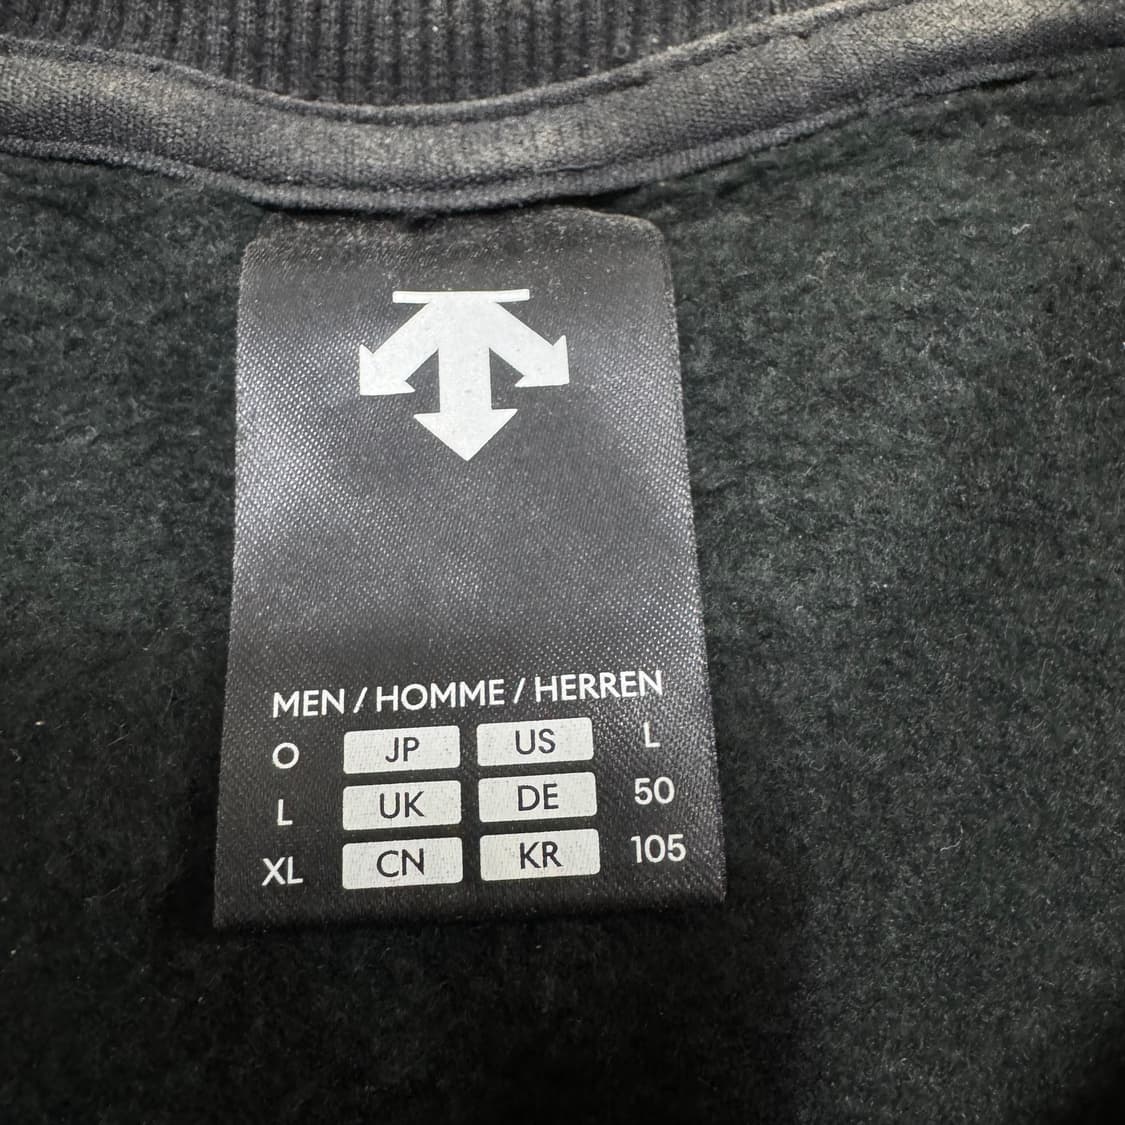 MEN / HOMME / HERREN
O JP US L
L UK DE 50
XL CN KR 105